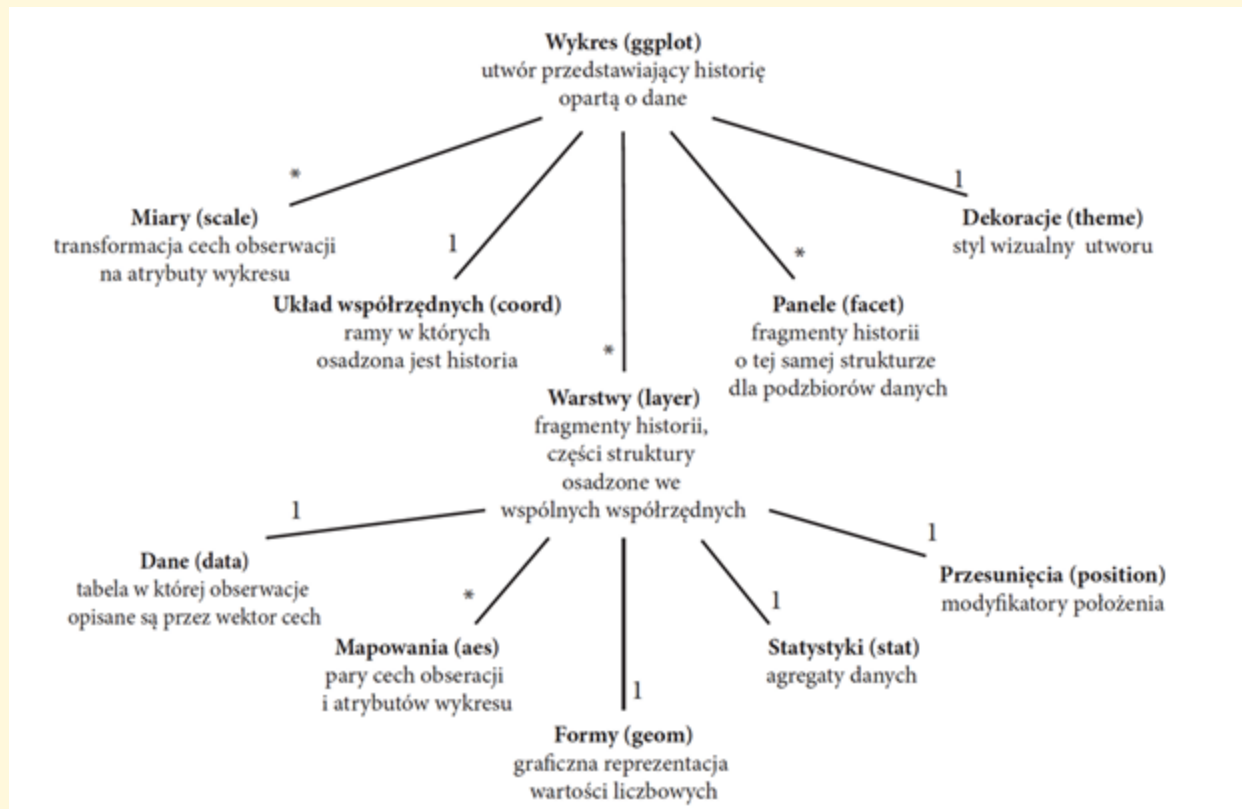 Wykres (ggplot)
utwór przedstawiający historię
opartą o dane
*
1
Miary (scale)
transformacja cech obserwacji
na atrybuty wykresu
Dekoracje (theme)
styl wizualny utworu
1
*
Układ współrzędnych (coord)
ramy w których
osadzona jest historia
Panele (facet)
fragmenty historii
o tej samej strukturze
dla podzbiorów danych
*
Warstwy (layer)
fragmenty historii,
części struktury
osadzone we
wspólnych współrzędnych
1
1
Dane (data)
tabela w której obserwacje
opisane są przez wektor cech
Przesunięcia (position)
modyfikatory położenia
*
1
Mapowania (aes)
pary cech obseracji
i atrybutów wykresu
Statystyki (stat)
agregaty danych
1
Formy (geom)
graficzna reprezentacja
wartości liczbowych